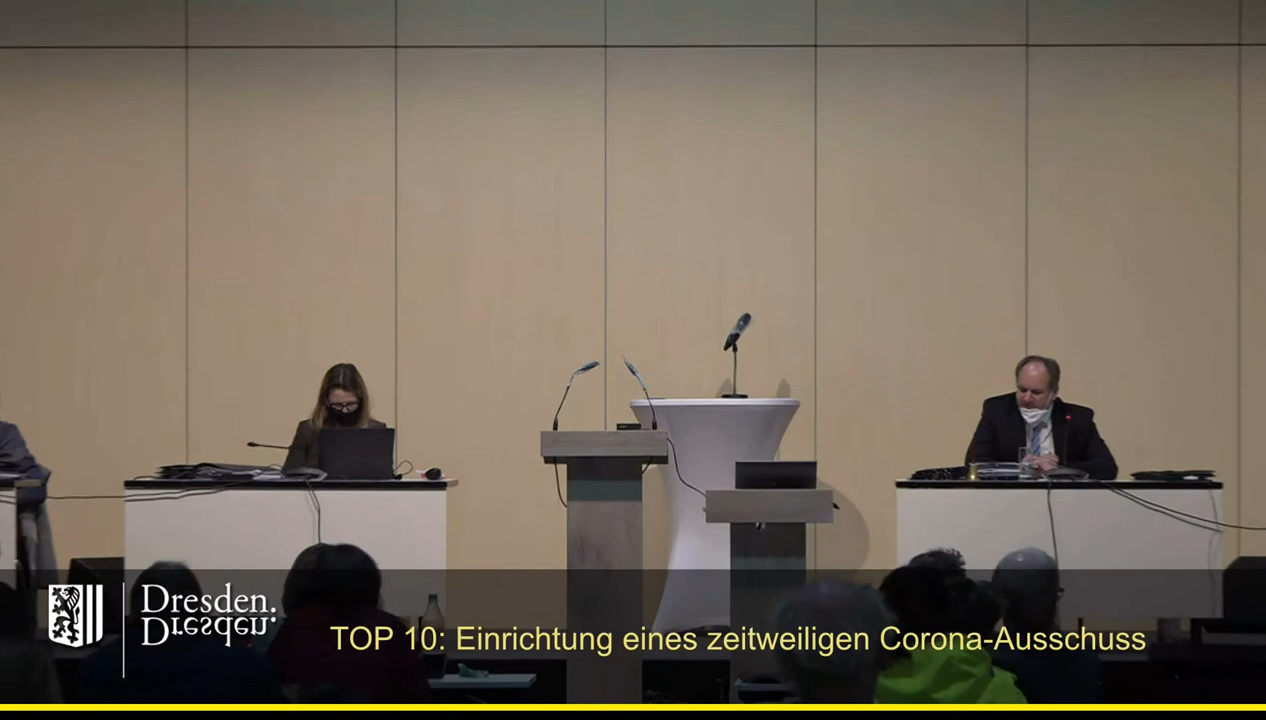 Dresden.
Dresden.
TOP 10: Einrichtung eines zeitweiligen Corona-Ausschuss